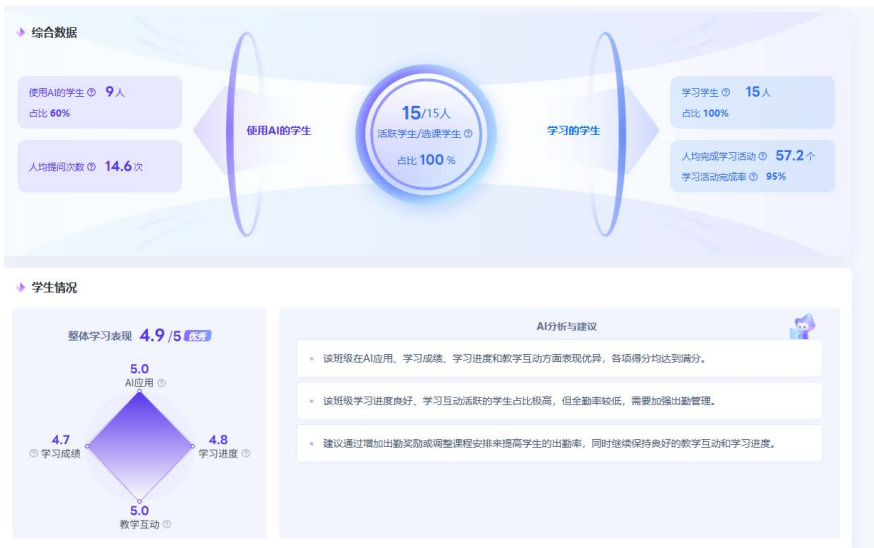 综合数据
使用AI的学生 9人
占比 60%
人均提问次数 14.6次
使用AI的学生
15/15人
活跃学生/选课学生
占比 100 %
学习的学生
学习学生 15人
占比 100%
人均完成学习活动 57.2个
学习活动完成率 95%
学生情况
整体学习表现 4.9/5 优秀
5.0
AI应用
4.7
学习成绩
4.8
学习进度
5.0
教学互动
AI分析与建议
该班级在AI应用、学习成绩、学习进度和教学互动方面表现优异，各项得分均达到满分。
该班级学习进度良好、学习互动活跃的学生占比极高，但全勤率较低，需要加强出勤管理。
建议通过增加出勤奖励或调整课程安排来提高学生的出勤率，同时继续保持良好的教学互动和学习进度。